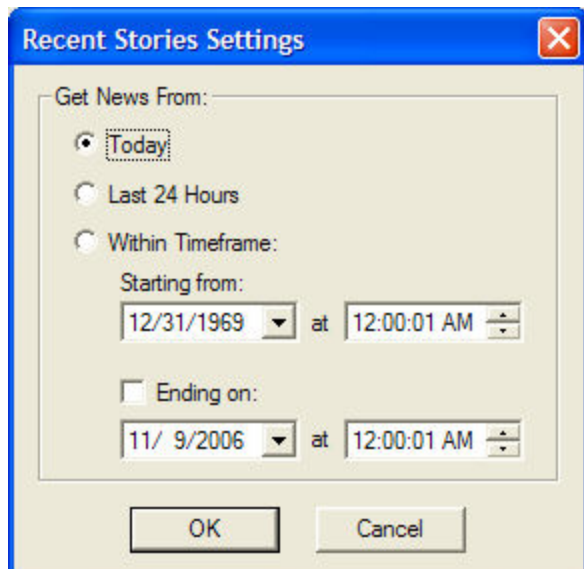 Recent Stories Settings
Get News From:
Today
Last 24 Hours
Within Timeframe:
Starting from:
12/31/1969 at 12:00:01 AM
Ending on:
11/ 9/2006 at 12:00:01 AM
OK Cancel